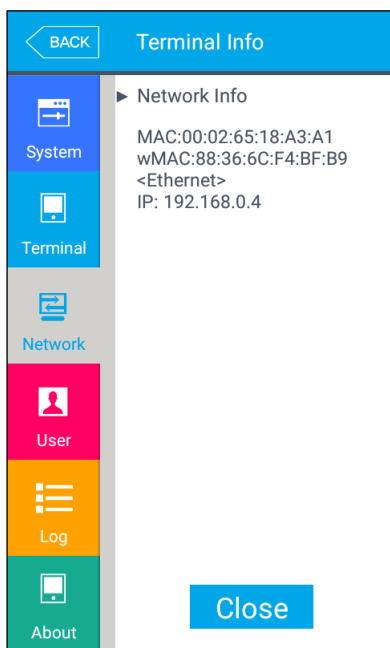 BACK
Terminal Info
System
Terminal
Network
User
Log
About
► Network Info
MAC:00:02:65:18:A3:A1
wMAC:88:36:6C:F4:BF:B9
<Ethernet>
IP: 192.168.0.4
Close